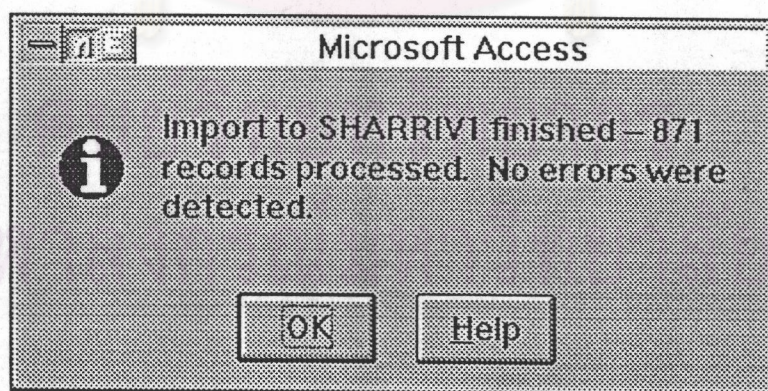 Microsoft Access
Import to SHARRIV1 finished – 871
records processed. No errors were
detected.
OK
Help